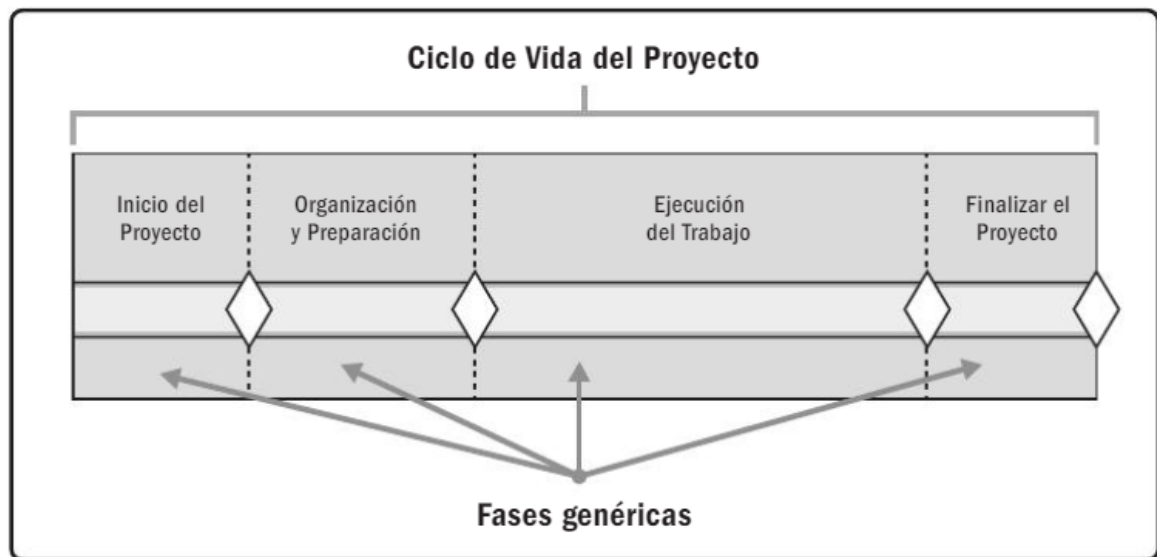 Ciclo de Vida del Proyecto
Inicio del
Proyecto
Organización
y Preparación
Ejecución
del Trabajo
Finalizar el
Proyecto
Fases genéricas